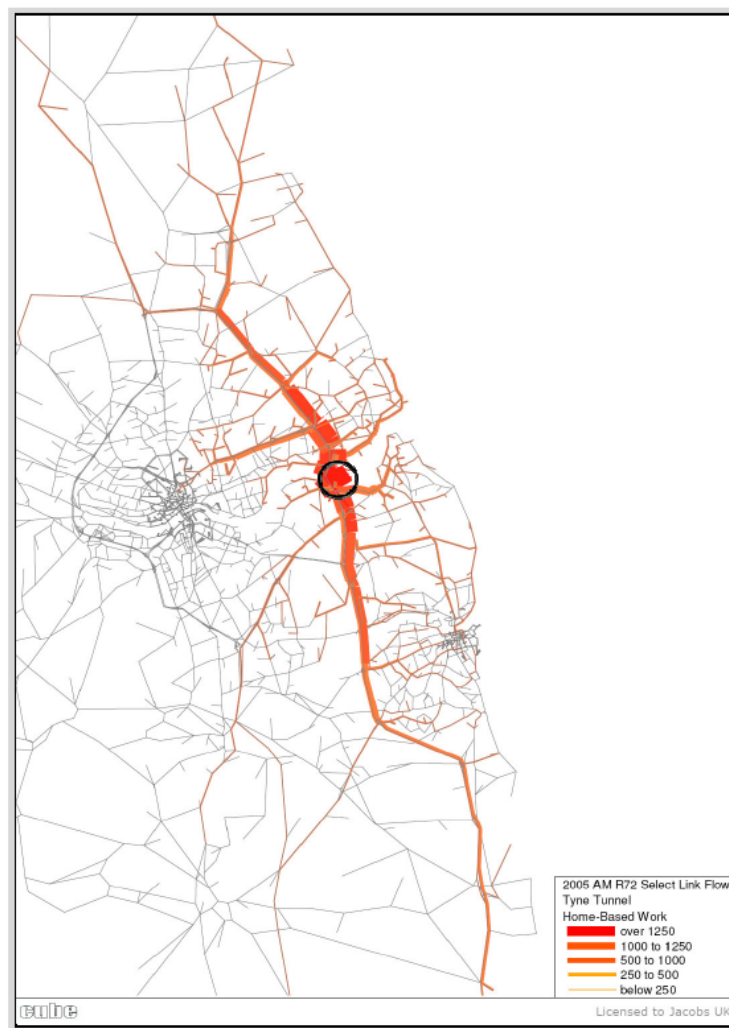 2005 AM R72 Select Link Flow
Tyne Tunnel
Home-Based Work
over 1250
1000 to 1250
500 to 1000
250 to 500
below 250
cube
Licensed to Jacobs UK